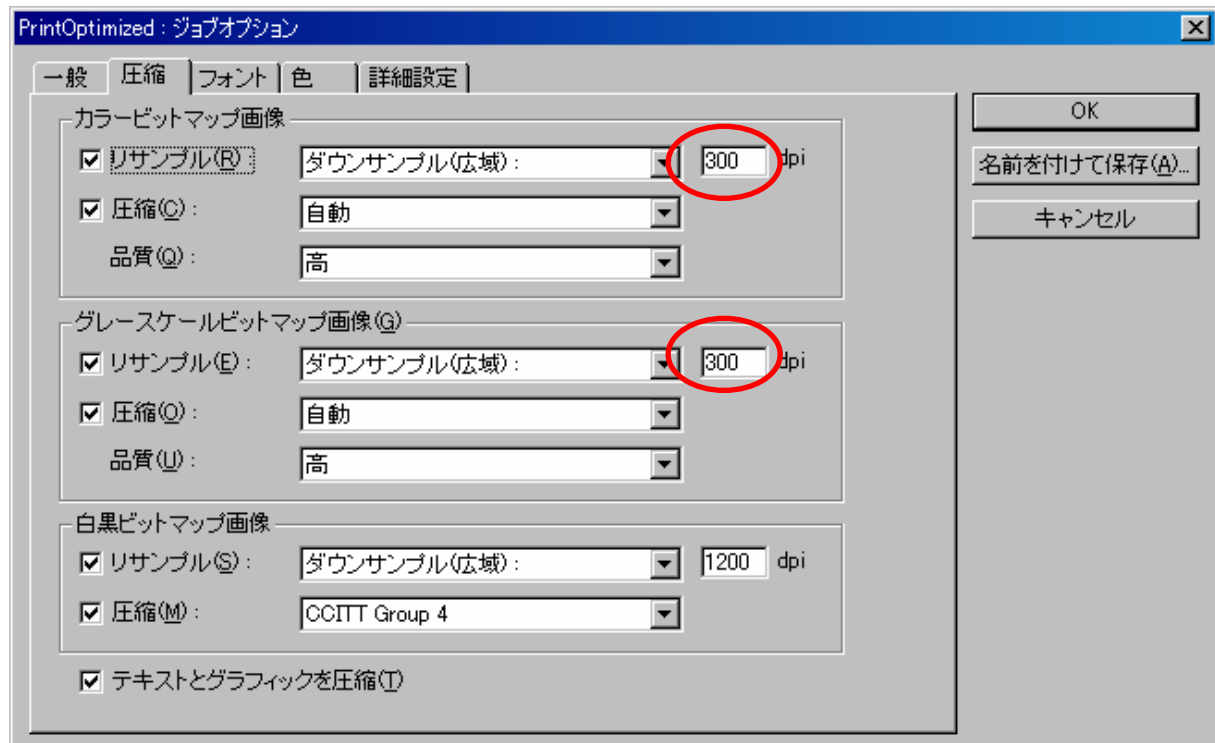 PrintOptimized : ジョブオプション
一般 圧縮 フォント 色 詳細設定
カラービットマップ画像
リサンプル(R) : ダウンサンプル(広域) : 300 dpi
圧縮(C) : 自動
品質(Q) : 高
グレースケールビットマップ画像(G)
リサンプル(E) : ダウンサンプル(広域) : 300 dpi
圧縮(O) : 自動
品質(U) : 高
白黒ビットマップ画像
リサンプル(S) : ダウンサンプル(広域) : 1200 dpi
圧縮(M) : CCITT Group 4
テキストとグラフィックを圧縮(T)
OK
名前を付けて保存(A)...
キャンセル